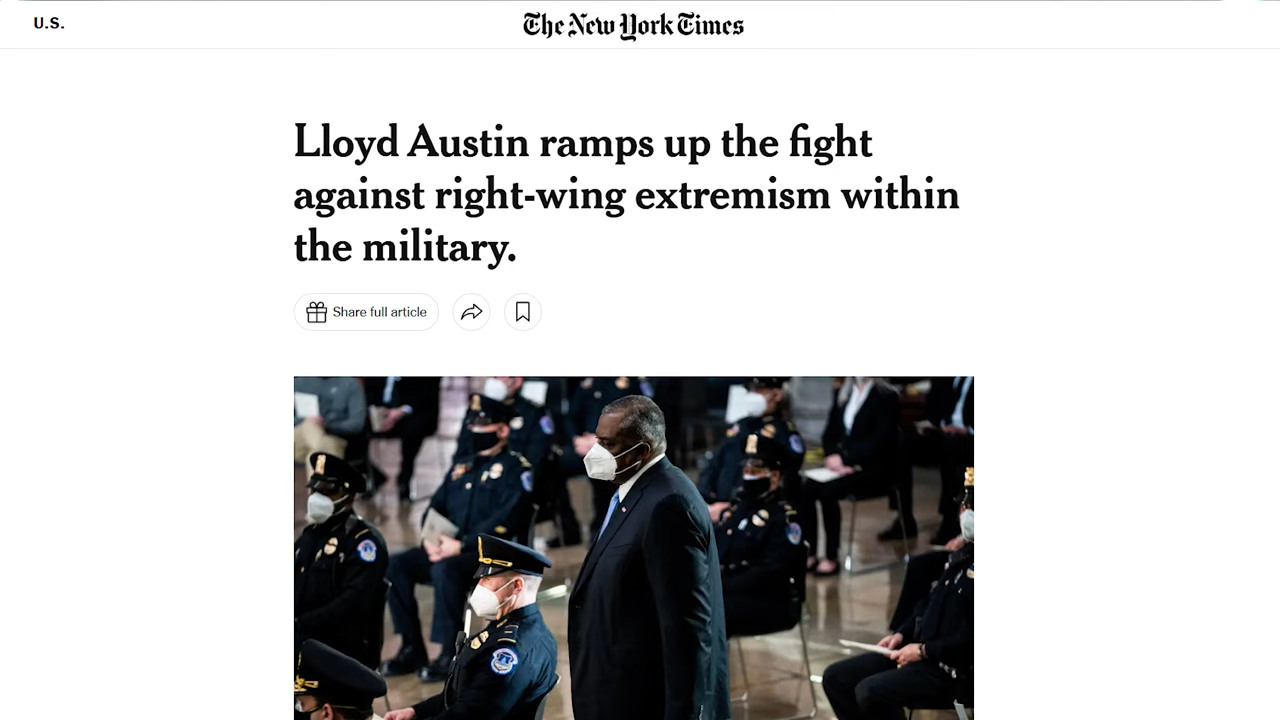 U.S.
The New York Times
Lloyd Austin ramps up the fight
against right-wing extremism within
the military.
Share full article